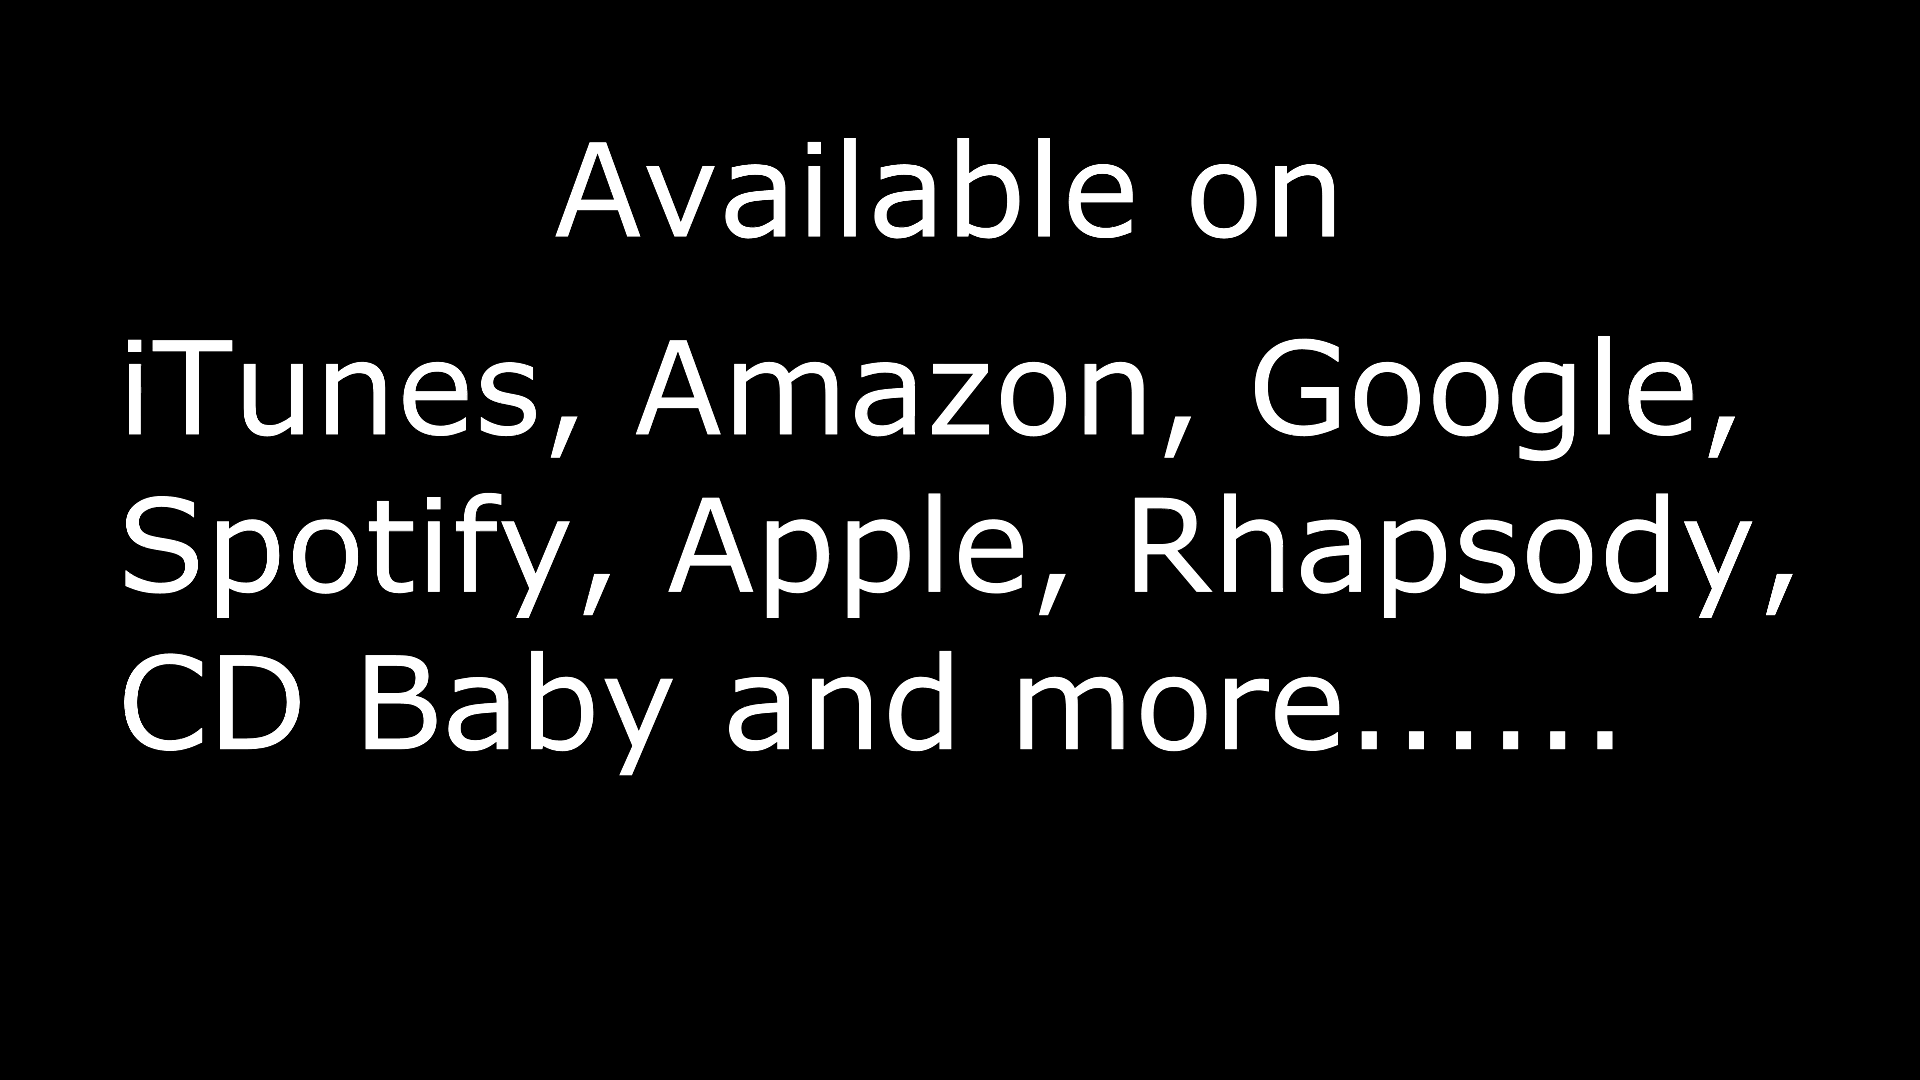 Available on
iTunes, Amazon, Google,
Spotify, Apple, Rhapsody,
CD Baby and more......